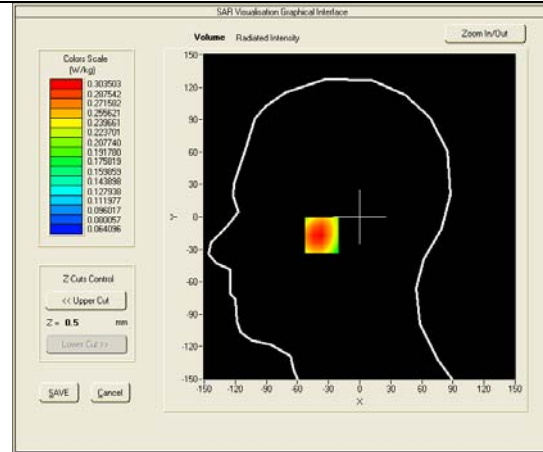 SAR Visualisation Graphical Interface
Volume Radiated Intensity
Zoom In/Out
Colors Scale
(W/kg)
0.303503
0.287542
0.271582
0.255621
0.239661
0.223701
0.207740
0.191780
0.175819
0.159859
0.143898
0.127938
0.111977
0.096017
0.080057
0.064096
Z Cuts Control
<< Upper Cut
Z = 0.5 mm
Lower Cut >>
SAVE Cancel
150
120
90
60
30
0
-30
-60
-90
-120
-150
Y
-150 -120 -90 -60 -30 0 30 60 90 120 150
X